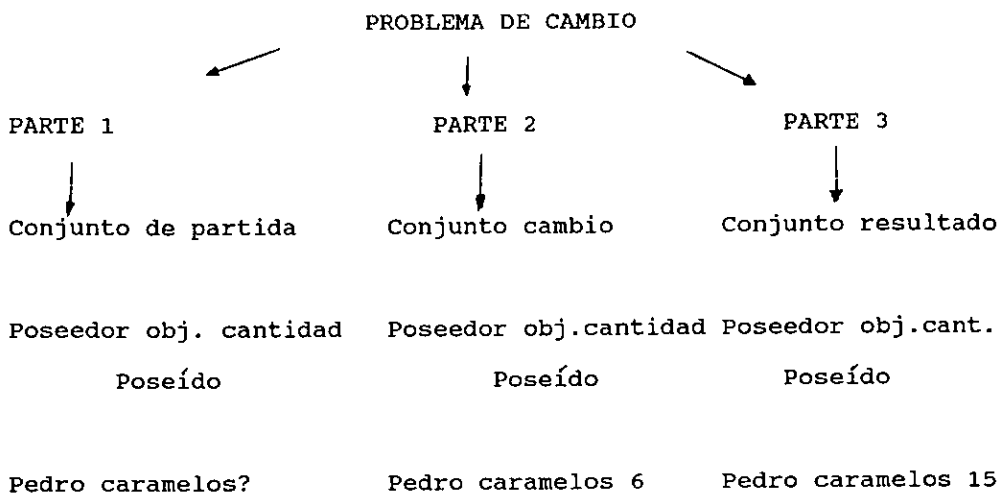 PROBLEMA DE CAMBIO
PARTE 1 PARTE 2 PARTE 3
Conjunto de partida Conjunto cambio Conjunto resultado
Poseedor obj. cantidad Poseedor obj.cantidad Poseedor obj.cant.
Poseído Poseído Poseído
Pedro caramelos? Pedro caramelos 6 Pedro caramelos 15